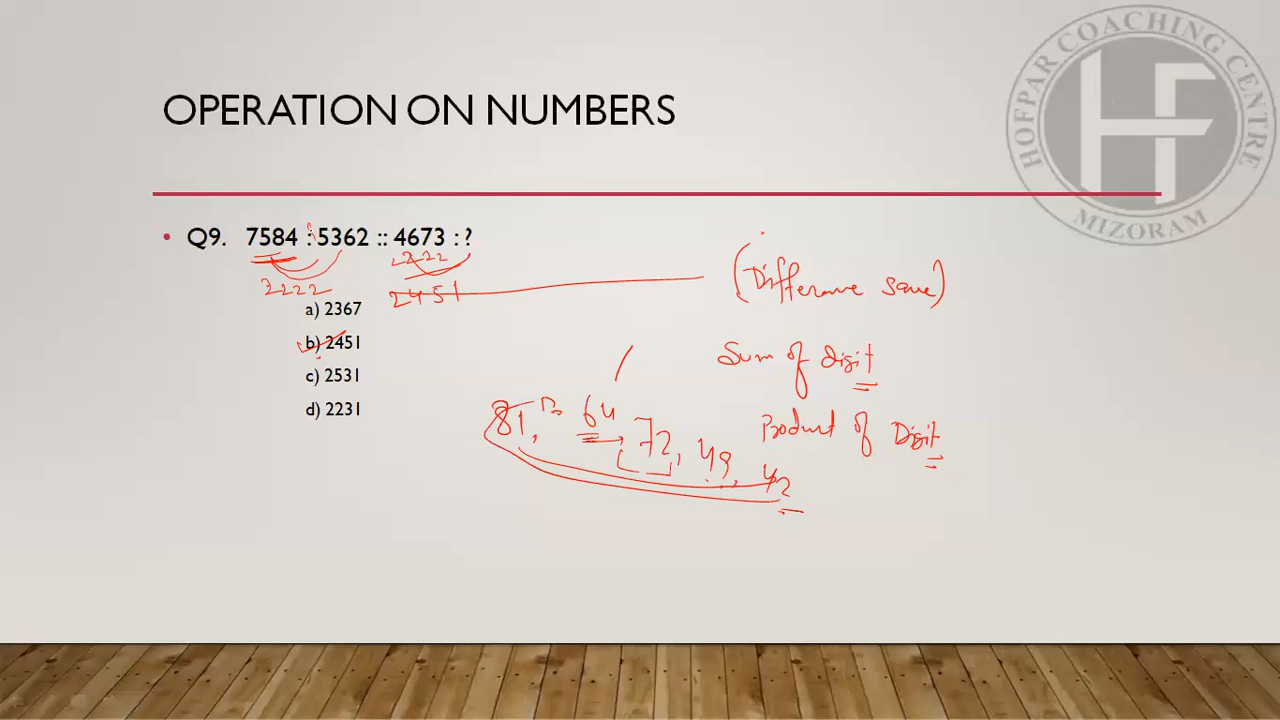 HOFPAR COACHING CENTRE
HF
MIZORAM
OPERATION ON NUMBERS
• Q9. 7584 : 5362 :: 4673 : ?
2222
2222
2451
(Difference same)
a) 2367
b) 2451
c) 2531
d) 2231
Sum of digit
Product of Digit
81, 64, 72, 49, 42